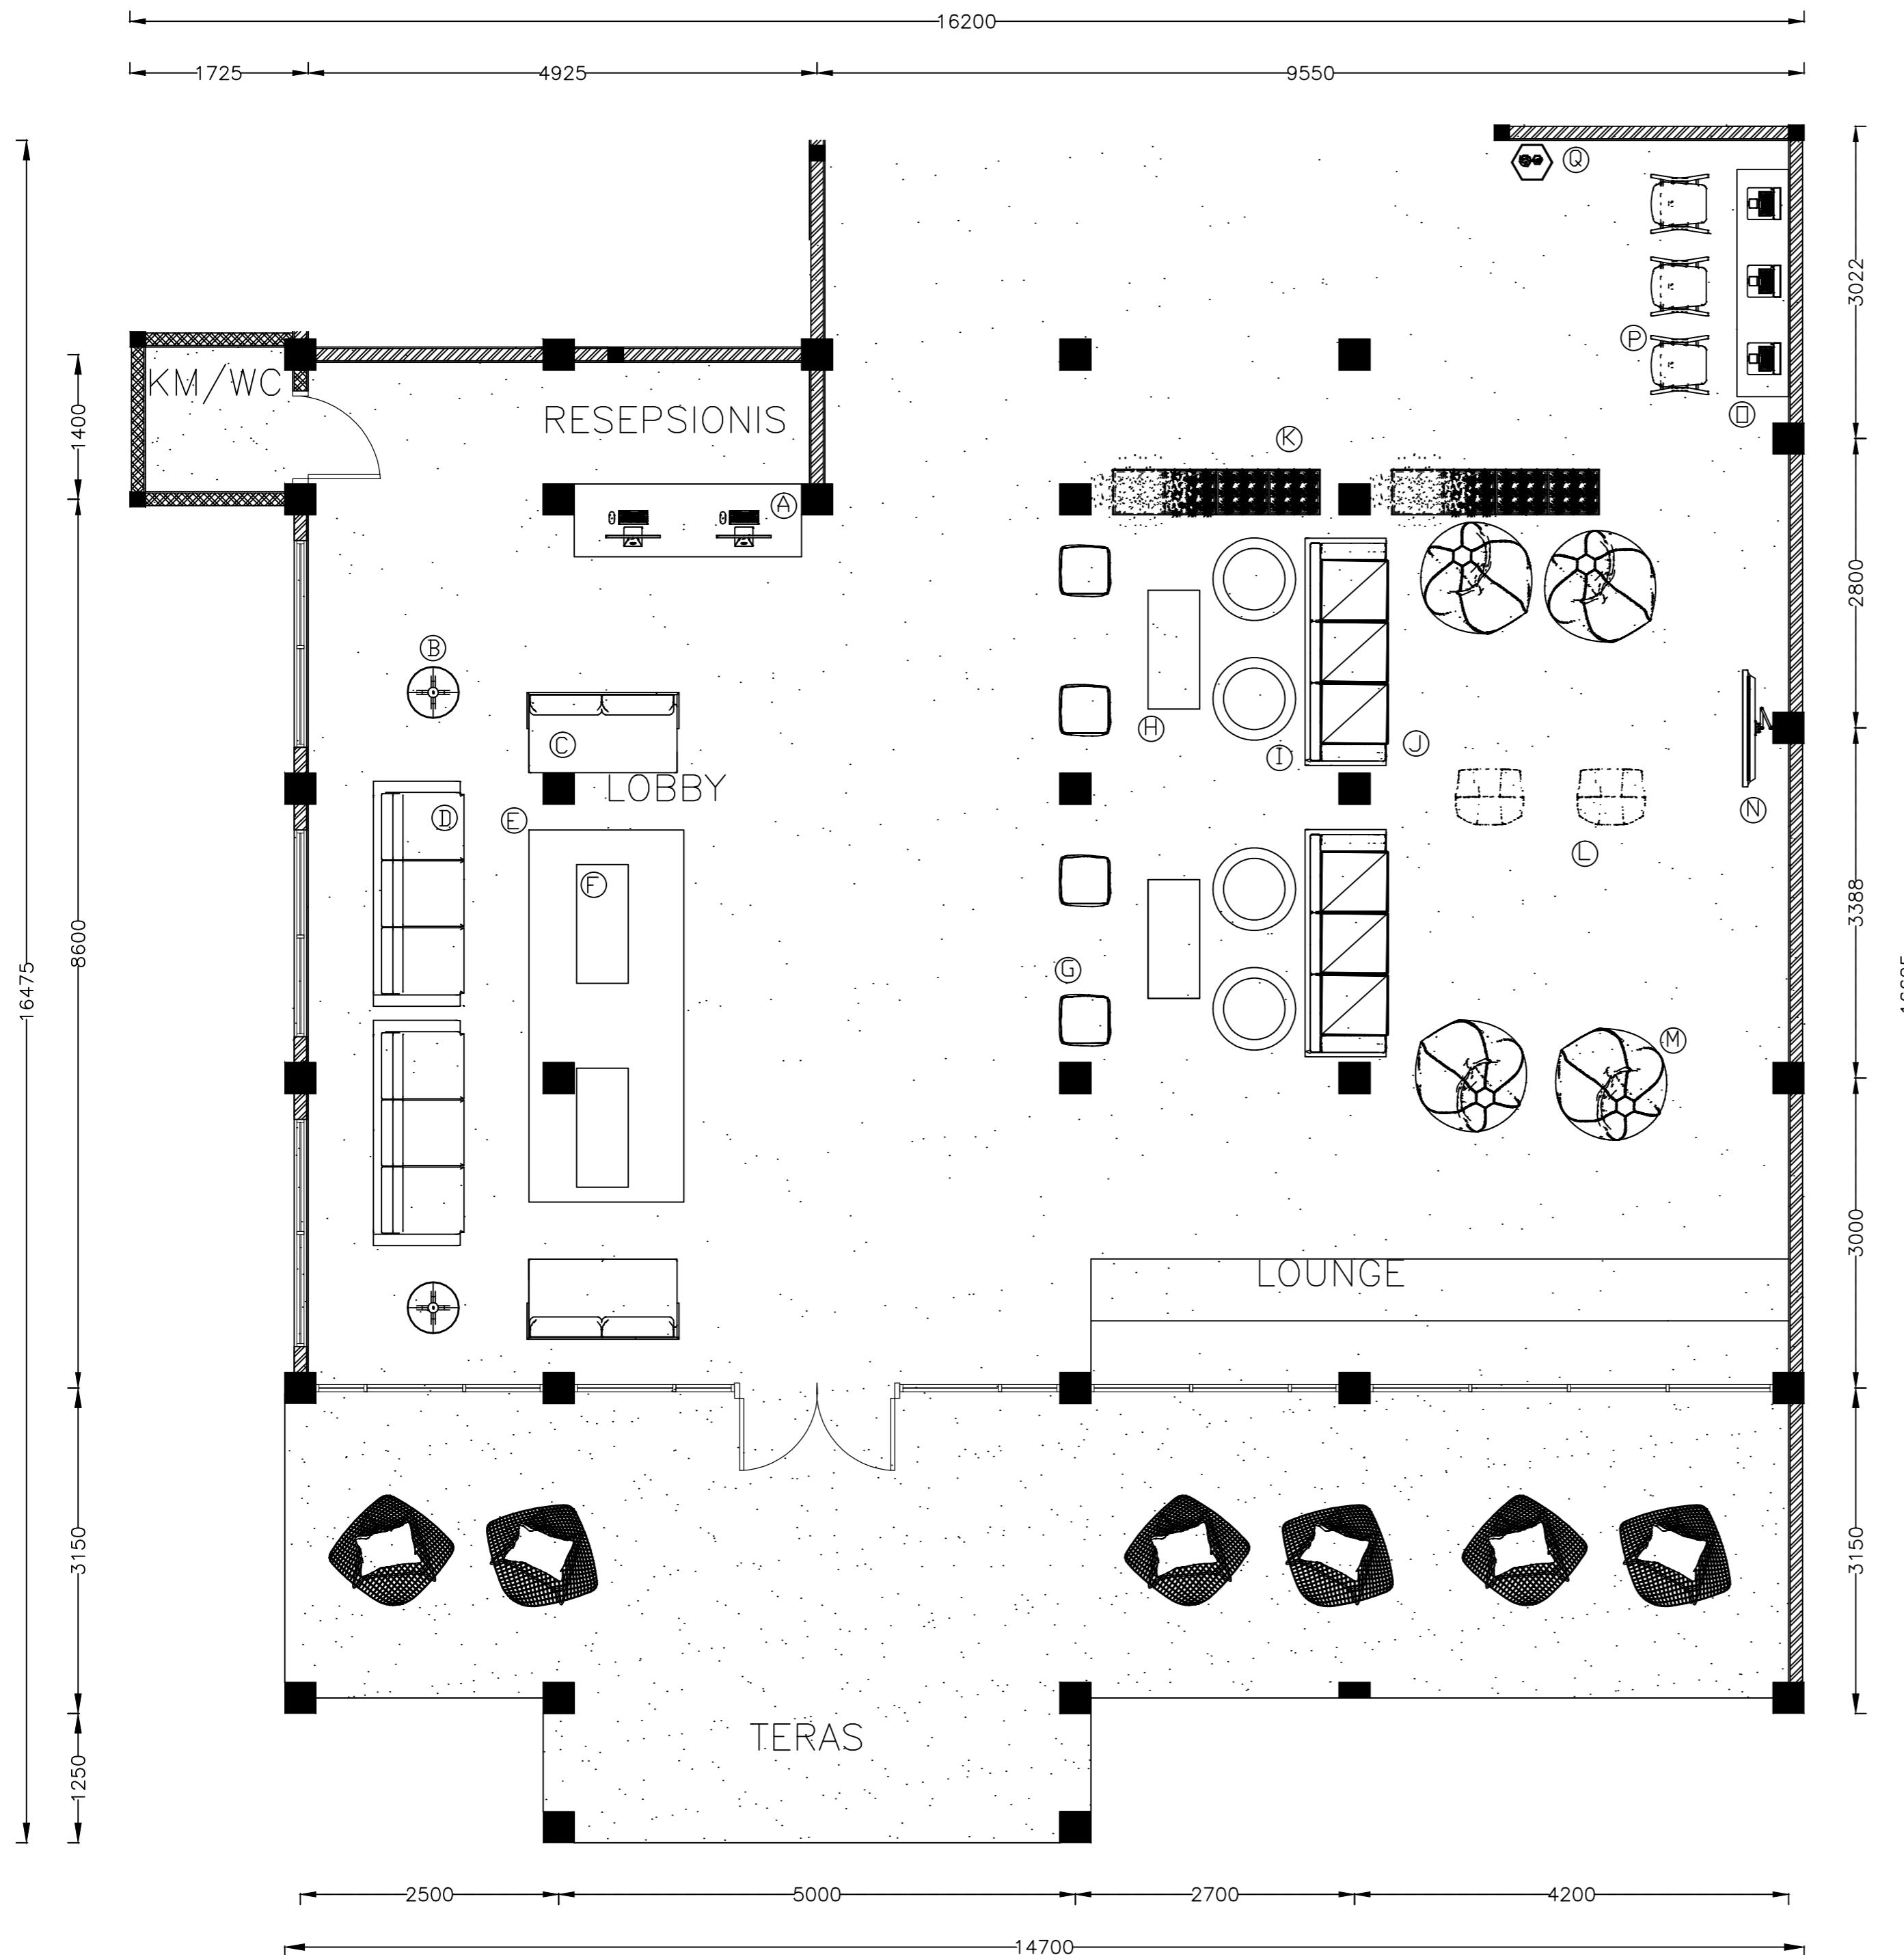 16200
1725
4925
9550
Q
3022
KM/WC
P
1400
RESEPSIONIS
O
K
A
2800
B
H
C
I
J
LOBBY
N
D
E
L
F
3388
8600
G
16475
M
3000
LOUNGE
3150
3150
TERAS
1250
2500
5000
2700
4200
14700